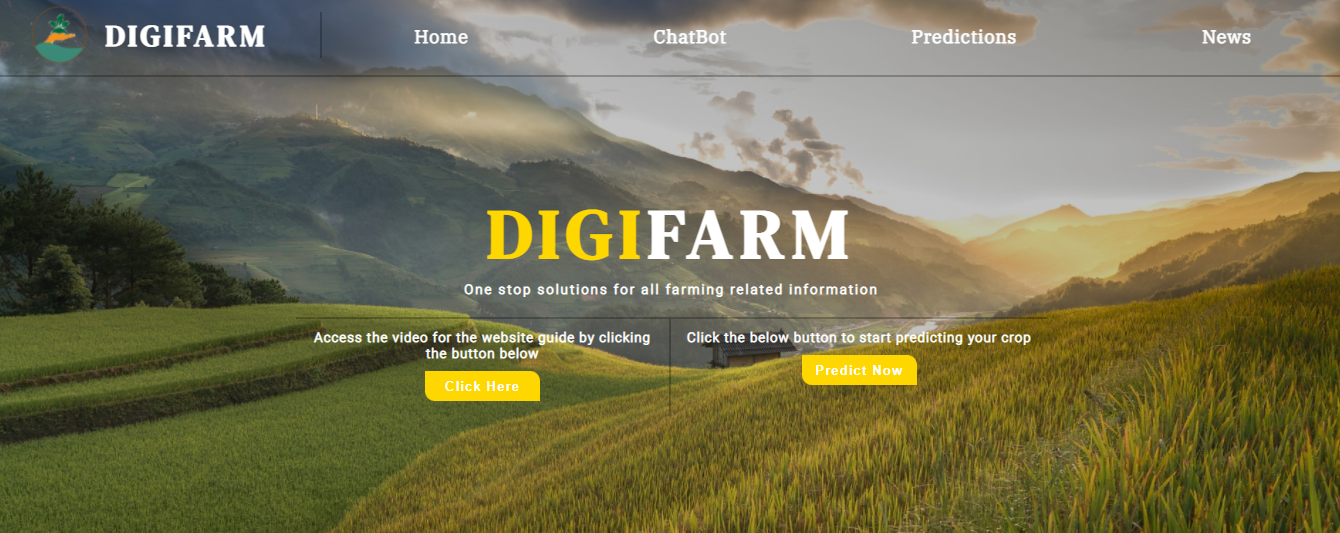 DIGIFARM
Home
ChatBot
Predictions
News
DIGIFARM
One stop solutions for all farming related information
Access the video for the website guide by clicking
the button below
Click Here
Click the below button to start predicting your crop
Predict Now